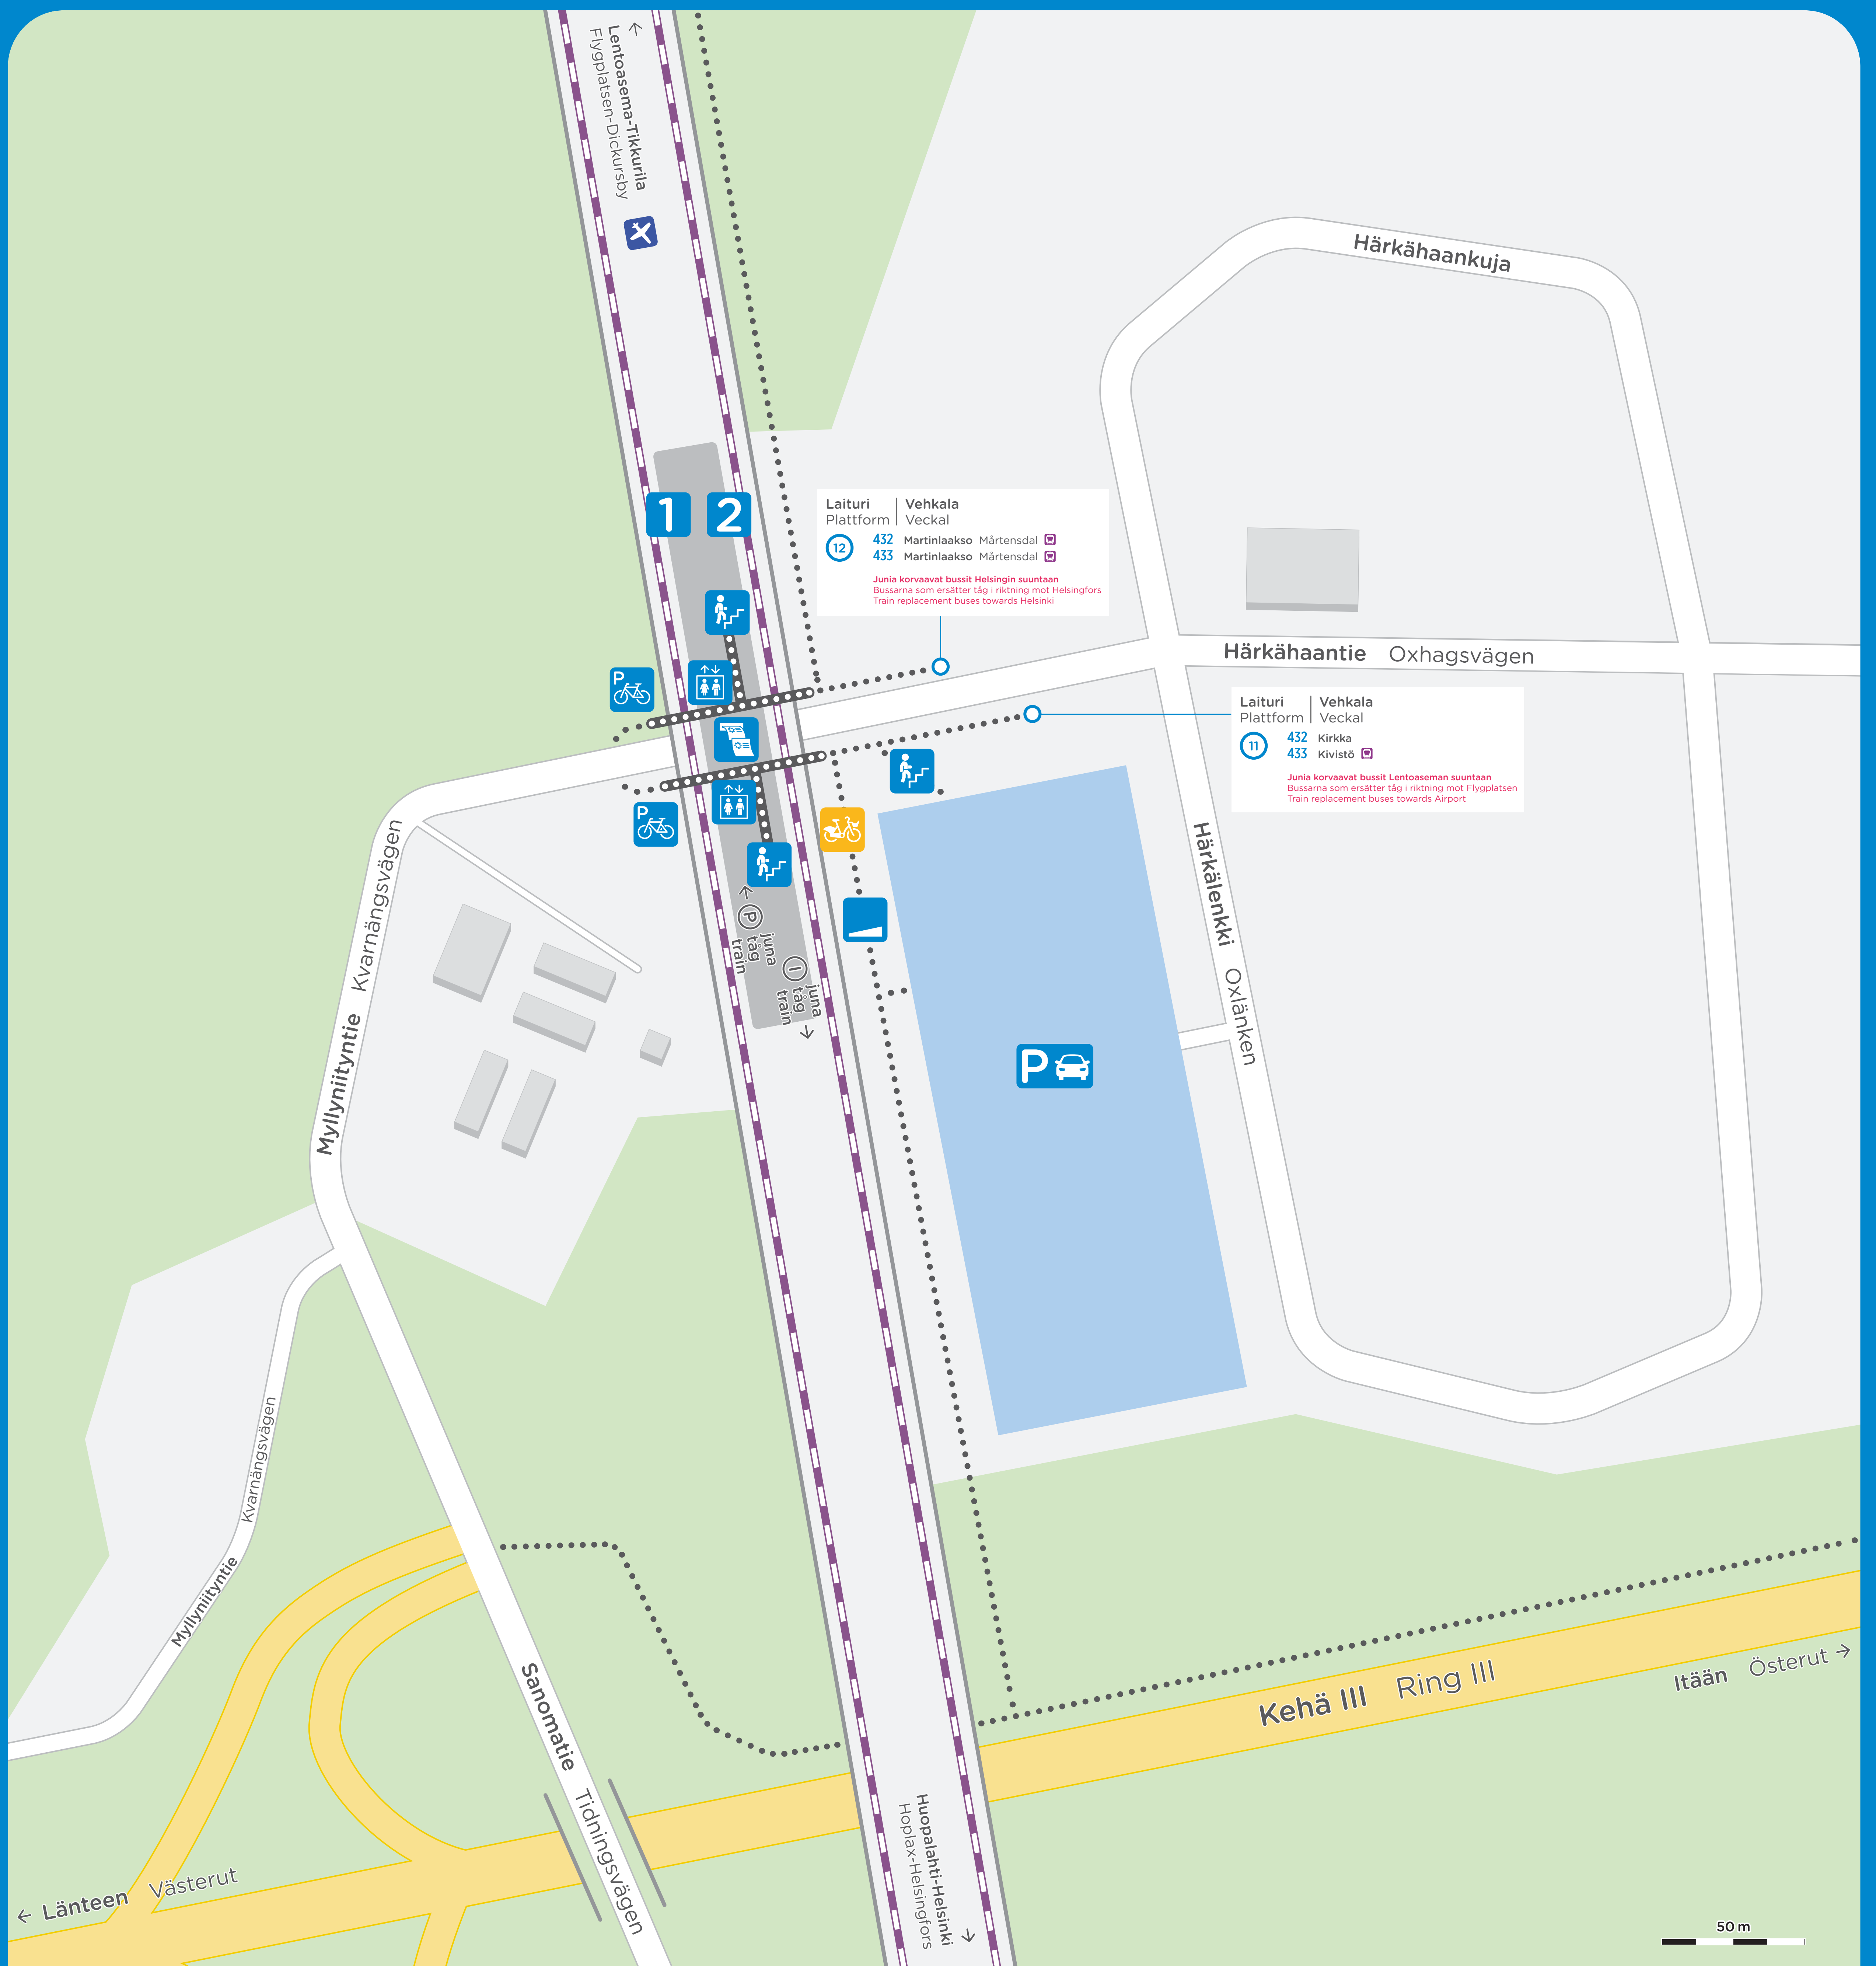 Lentoasema-Tikkurila
Flygplatsen-Dickursby
Härkähaankuja
1
2
Laituri Vehkala
Plattform Veckal
12
432 Martinlaakso Mårtensdal
433 Martinlaakso Mårtensdal
Junia korvaavat bussit Helsingin suuntaan
Bussarna som ersätter tåg i riktning mot Helsingfors
Train replacement buses towards Helsinki
Härkähaantie Oxhagsvägen
P
Laituri Vehkala
Plattform Veckal
11
432 Kirkka
433 Kivistö
Junia korvaavat bussit Lentoaseman suuntaan
Bussarna som ersätter tåg i riktning mot Flygplatsen
Train replacement buses towards Airport
P
Härkälenkki Oxlänken
Myllyniityntie Kvarnängsvägen
P
juna
tåg
train
I
juna
tåg
train
P
Myllyniityntie Kvarnängsvägen
Sanomatie Tidningsvägen
Kehä III Ring III
Itään Österut
Länteen Västerut
Huopalahti-Helsinki
Hoplax-Helsingfors
50 m